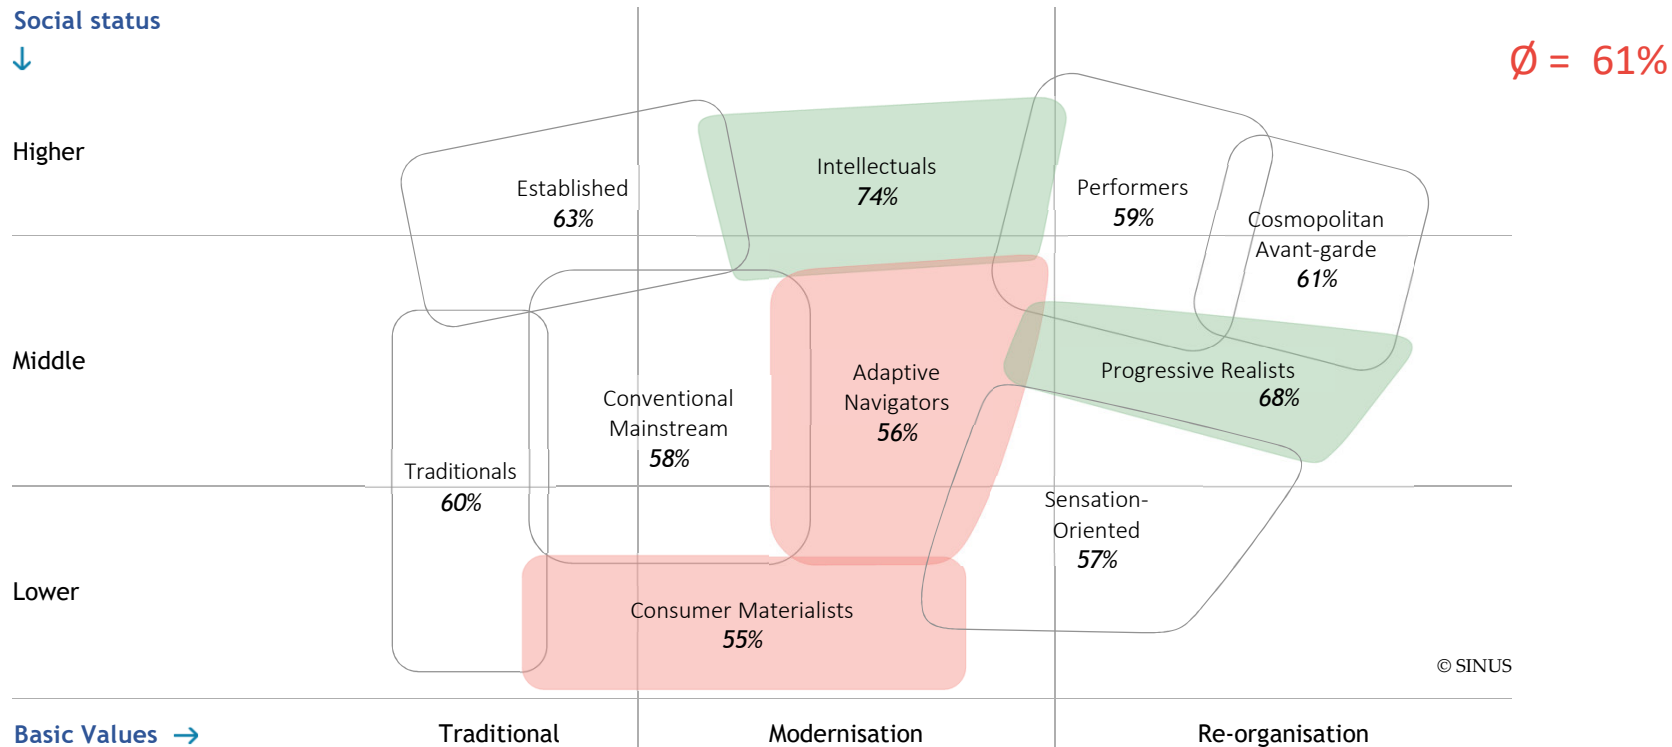 Social status
↓
Ø = 61%
Higher
Established
63%
Intellectuals
74%
Performers
59%
Cosmopolitan
Avant-garde
61%
Middle
Adaptive
Navigators
56%
Progressive Realists
68%
Conventional
Mainstream
58%
Traditionals
60%
Sensation-
Oriented
57%
Lower
Consumer Materialists
55%
© SINUS
Basic Values →
Traditional
Modernisation
Re-organisation